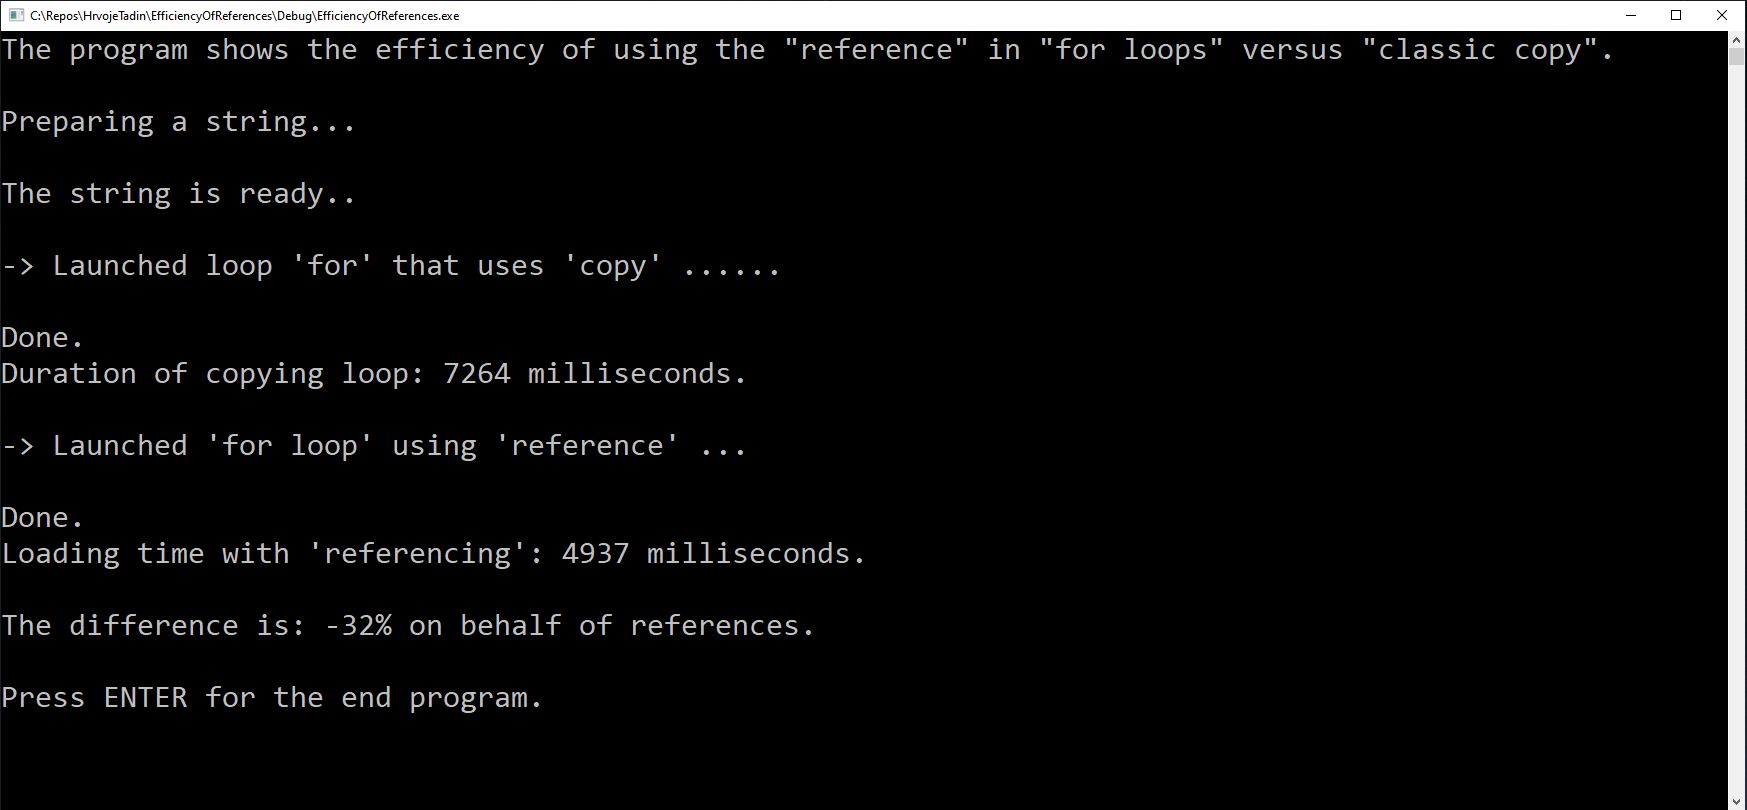 C:\Repos\HrvojeTadin\EfficiencyOfReferences\Debug\EfficiencyOfReferences.exe
The program shows the efficiency of using the "reference" in "for loops" versus "classic copy".
Preparing a string...
The string is ready..
-> Launched loop 'for' that uses 'copy' ......
Done.
Duration of copying loop: 7264 milliseconds.
-> Launched 'for loop' using 'reference' ...
Done.
Loading time with 'referencing': 4937 milliseconds.
The difference is: -32% on behalf of references.
Press ENTER for the end program.